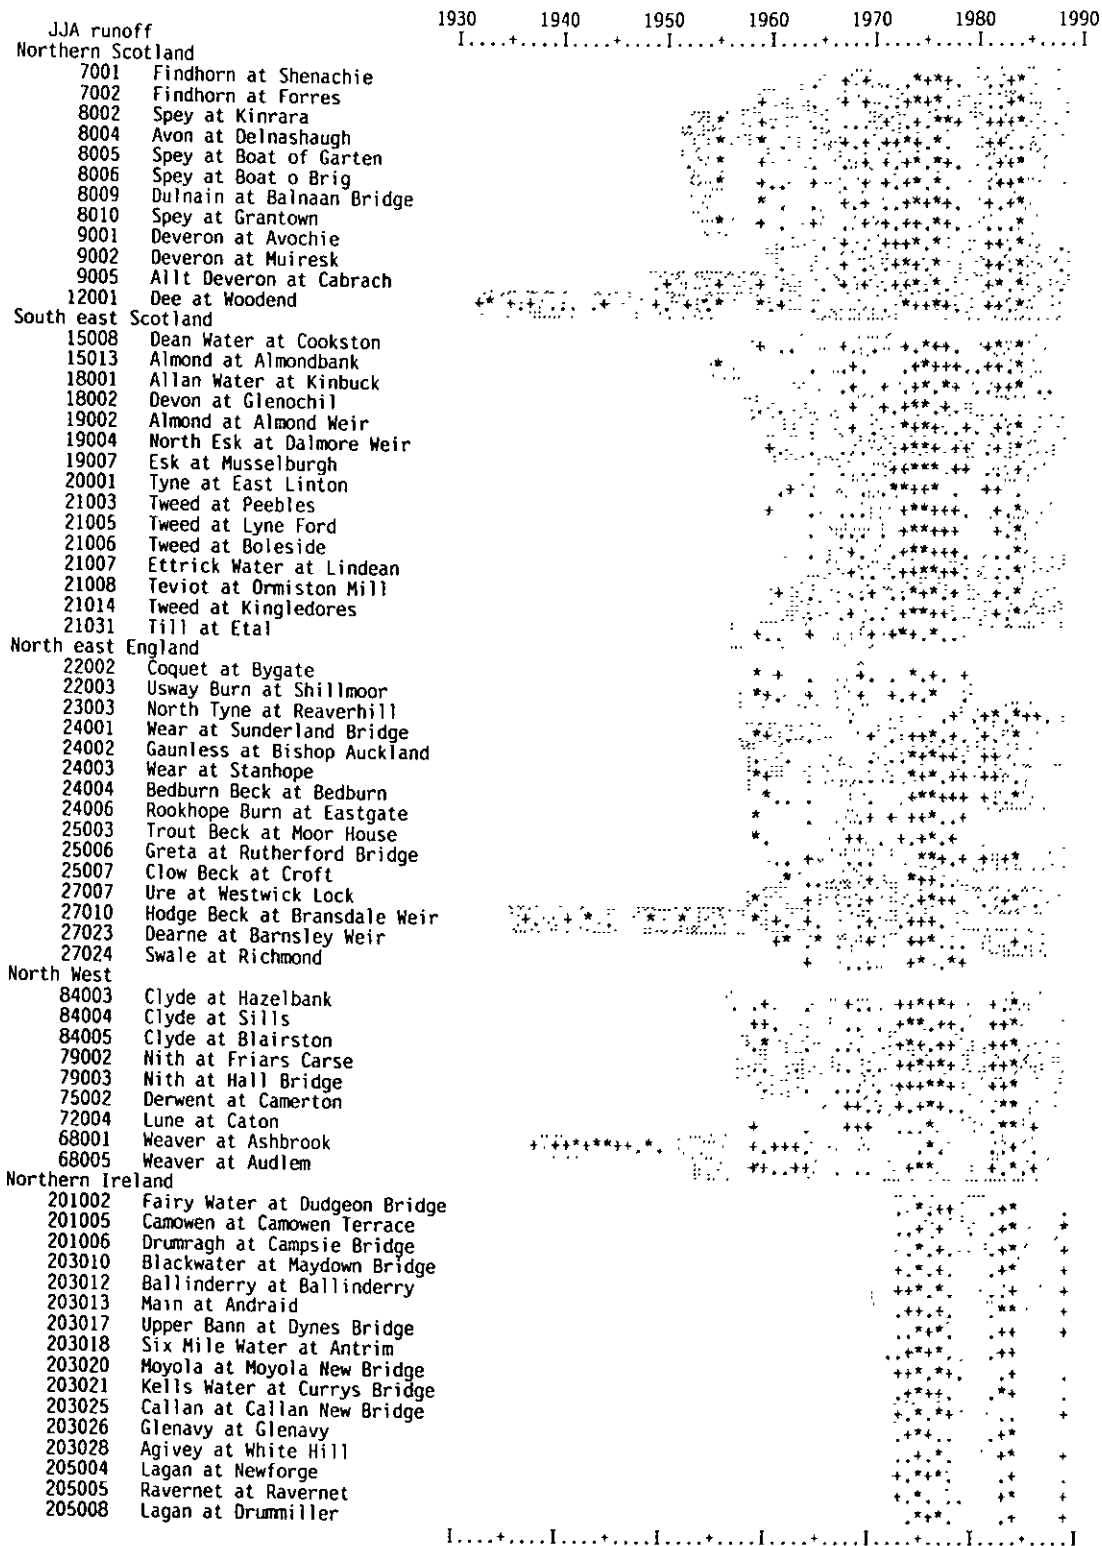 1930 1940 1950 1960 1970 1980 1990
JJA runoff I....+....I....+....I....+....I....+....I....+....I....+....I
Northern Scotland
7001 Findhorn at Shenachie
7002 Findhorn at Forres
8002 Spey at Kinrara
8004 Avon at Delnashaugh
8005 Spey at Boat of Garten
8006 Spey at Boat o Brig
8009 Dulnain at Balnaan Bridge
8010 Spey at Grantown
9001 Deveron at Avochie
9002 Deveron at Muiresk
9005 Allt Deveron at Cabrach
12001 Dee at Woodend
South east Scotland
15008 Dean Water at Cookston
15013 Almond at Almondbank
18001 Allan Water at Kinbuck
18002 Devon at Glenochil
19002 Almond at Almond Weir
19004 North Esk at Dalmore Weir
19007 Esk at Musselburgh
20001 Tyne at East Linton
21003 Tweed at Peebles
21005 Tweed at Lyne Ford
21006 Tweed at Boleside
21007 Ettrick Water at Lindean
21008 Teviot at Ormiston Mill
21014 Tweed at Kingledores
21031 Till at Etal
North east England
22002 Coquet at Bygate
22003 Usway Burn at Shillmoor
23003 North Tyne at Reaverhill
24001 Wear at Sunderland Bridge
24002 Gaunless at Bishop Auckland
24003 Wear at Stanhope
24004 Bedburn Beck at Bedburn
24006 Rookhope Burn at Eastgate
25003 Trout Beck at Moor House
25006 Greta at Rutherford Bridge
25007 Clow Beck at Croft
27007 Ure at Westwick Lock
27010 Hodge Beck at Bransdale Weir
27023 Dearne at Barnsley Weir
27024 Swale at Richmond
North West
84003 Clyde at Hazelbank
84004 Clyde at Sills
84005 Clyde at Blairston
79002 Nith at Friars Carse
79003 Nith at Hall Bridge
75002 Derwent at Camerton
72004 Lune at Caton
68001 Weaver at Ashbrook
68005 Weaver at Audlem
Northern Ireland
201002 Fairy Water at Dudgeon Bridge
201005 Camowen at Camowen Terrace
201006 Drumragh at Campsie Bridge
203010 Blackwater at Maydown Bridge
203012 Ballinderry at Ballinderry
203013 Main at Andraid
203017 Upper Bann at Dynes Bridge
203018 Six Mile Water at Antrim
203020 Moyola at Moyola New Bridge
203021 Kells Water at Currys Bridge
203025 Callan at Callan New Bridge
203026 Glenavy at Glenavy
203028 Agivey at White Hill
205004 Lagan at Newforge
205005 Ravernet at Ravernet
205008 Lagan at Drummiller
I....+....I....+....I....+....I....+....I....+....I....+....I